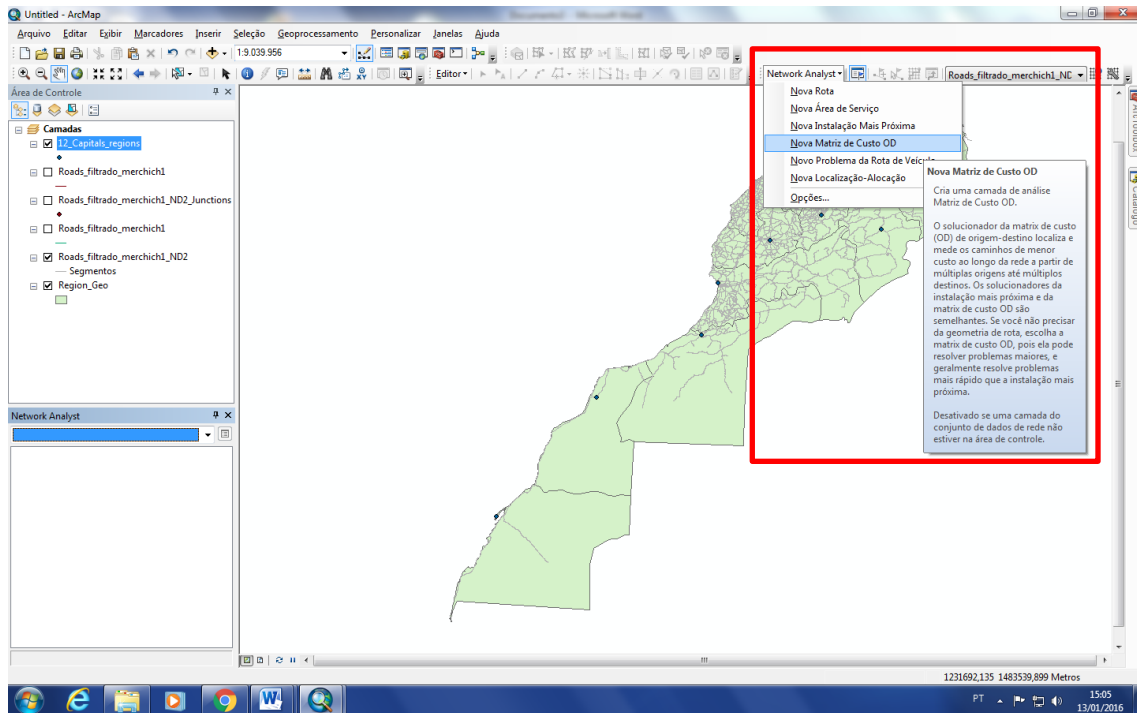 Untitled - ArcMap
Arquivo Editar Exibir Marcadores Inserir Seleção Geoprocessamento Personalizar Janelas Ajuda
1:9.039.956
Editor
Network Analyst
Roads_filtrado_merchich1_NE
Área de Controle
Camadas
12_Capitals_regions
Roads_filtrado_merchich1
Roads_filtrado_merchich1_ND2_Junctions
Roads_filtrado_merchich1
Roads_filtrado_merchich1_ND2
Segmentos
Region_Geo
Network Analyst
Nova Rota
Nova Área de Serviço
Nova Instalação Mais Próxima
Nova Matriz de Custo OD
Novo Problema da Rota de Veículo
Nova Localização-Alocação
Opções...
Nova Matriz de Custo OD
Cria uma camada de análise
Matriz de Custo OD.
O solucionador da matriz de custo
(OD) de origem-destino localiza e
mede os caminhos de menor
custo ao longo da rede a partir de
múltiplas origens até múltiplos
destinos. Os solucionadores da
instalação mais próxima e da
matriz de custo OD são
semelhantes. Se você não precisar
da geometria de rota, escolha a
matriz de custo OD, pois ela pode
resolver problemas maiores, e
geralmente resolve problemas
mais rápido que a instalação mais
próxima.
Desativado se uma camada do
conjunto de dados de rede não
estiver na área de controle.
ArcToolbox
Catálogo
1231692,135 1483539,899 Metros
PT
15:05
13/01/2016